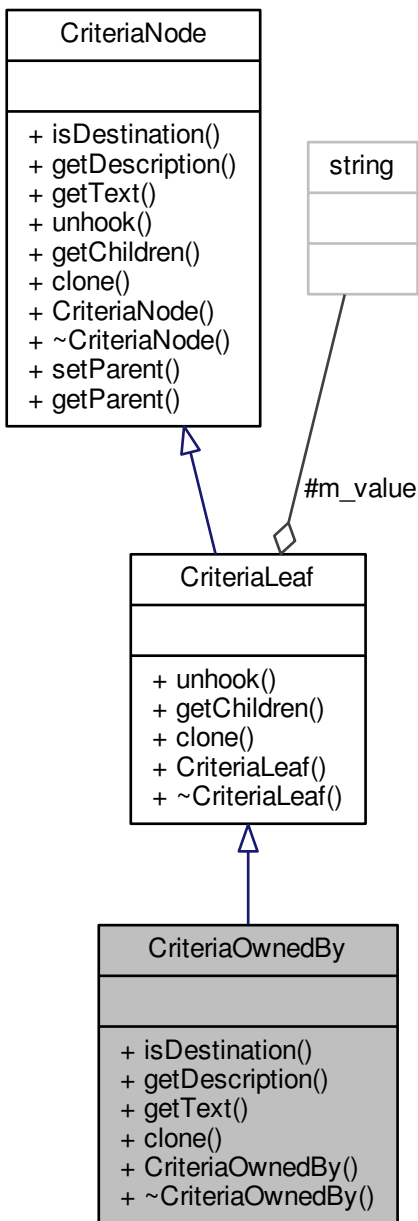 CriteriaNode
+ isDestination()
+ getDescription()
+ getText()
+ unhook()
+ getChildren()
+ clone()
+ CriteriaNode()
+ ~CriteriaNode()
+ setParent()
+ getParent()
string
#m_value
CriteriaLeaf
+ unhook()
+ getChildren()
+ clone()
+ CriteriaLeaf()
+ ~CriteriaLeaf()
CriteriaOwnedBy
+ isDestination()
+ getDescription()
+ getText()
+ clone()
+ CriteriaOwnedBy()
+ ~CriteriaOwnedBy()